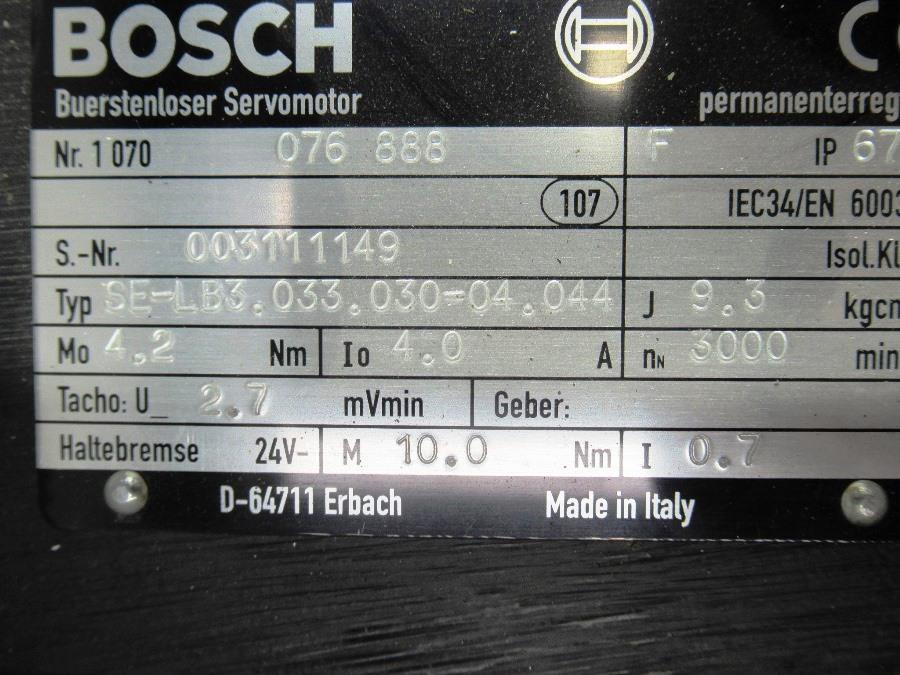 BOSCH CE
Buerstenloser Servomotor permanenterreg
Nr. 1 070 076 888 F IP 67
107 IEC34/EN 6003
S.-Nr. 003111149 Isol.Kl
Typ SE-LB3.033.030-04.044 J 9.3 kgcm
Mo 4.2 Nm Io 4.0 A nN 3000 min
Tacho: U_ 2.7 mVmin Geber:
Haltebremse 24V- M 10.0 Nm I 0.7
D-64711 Erbach Made in Italy